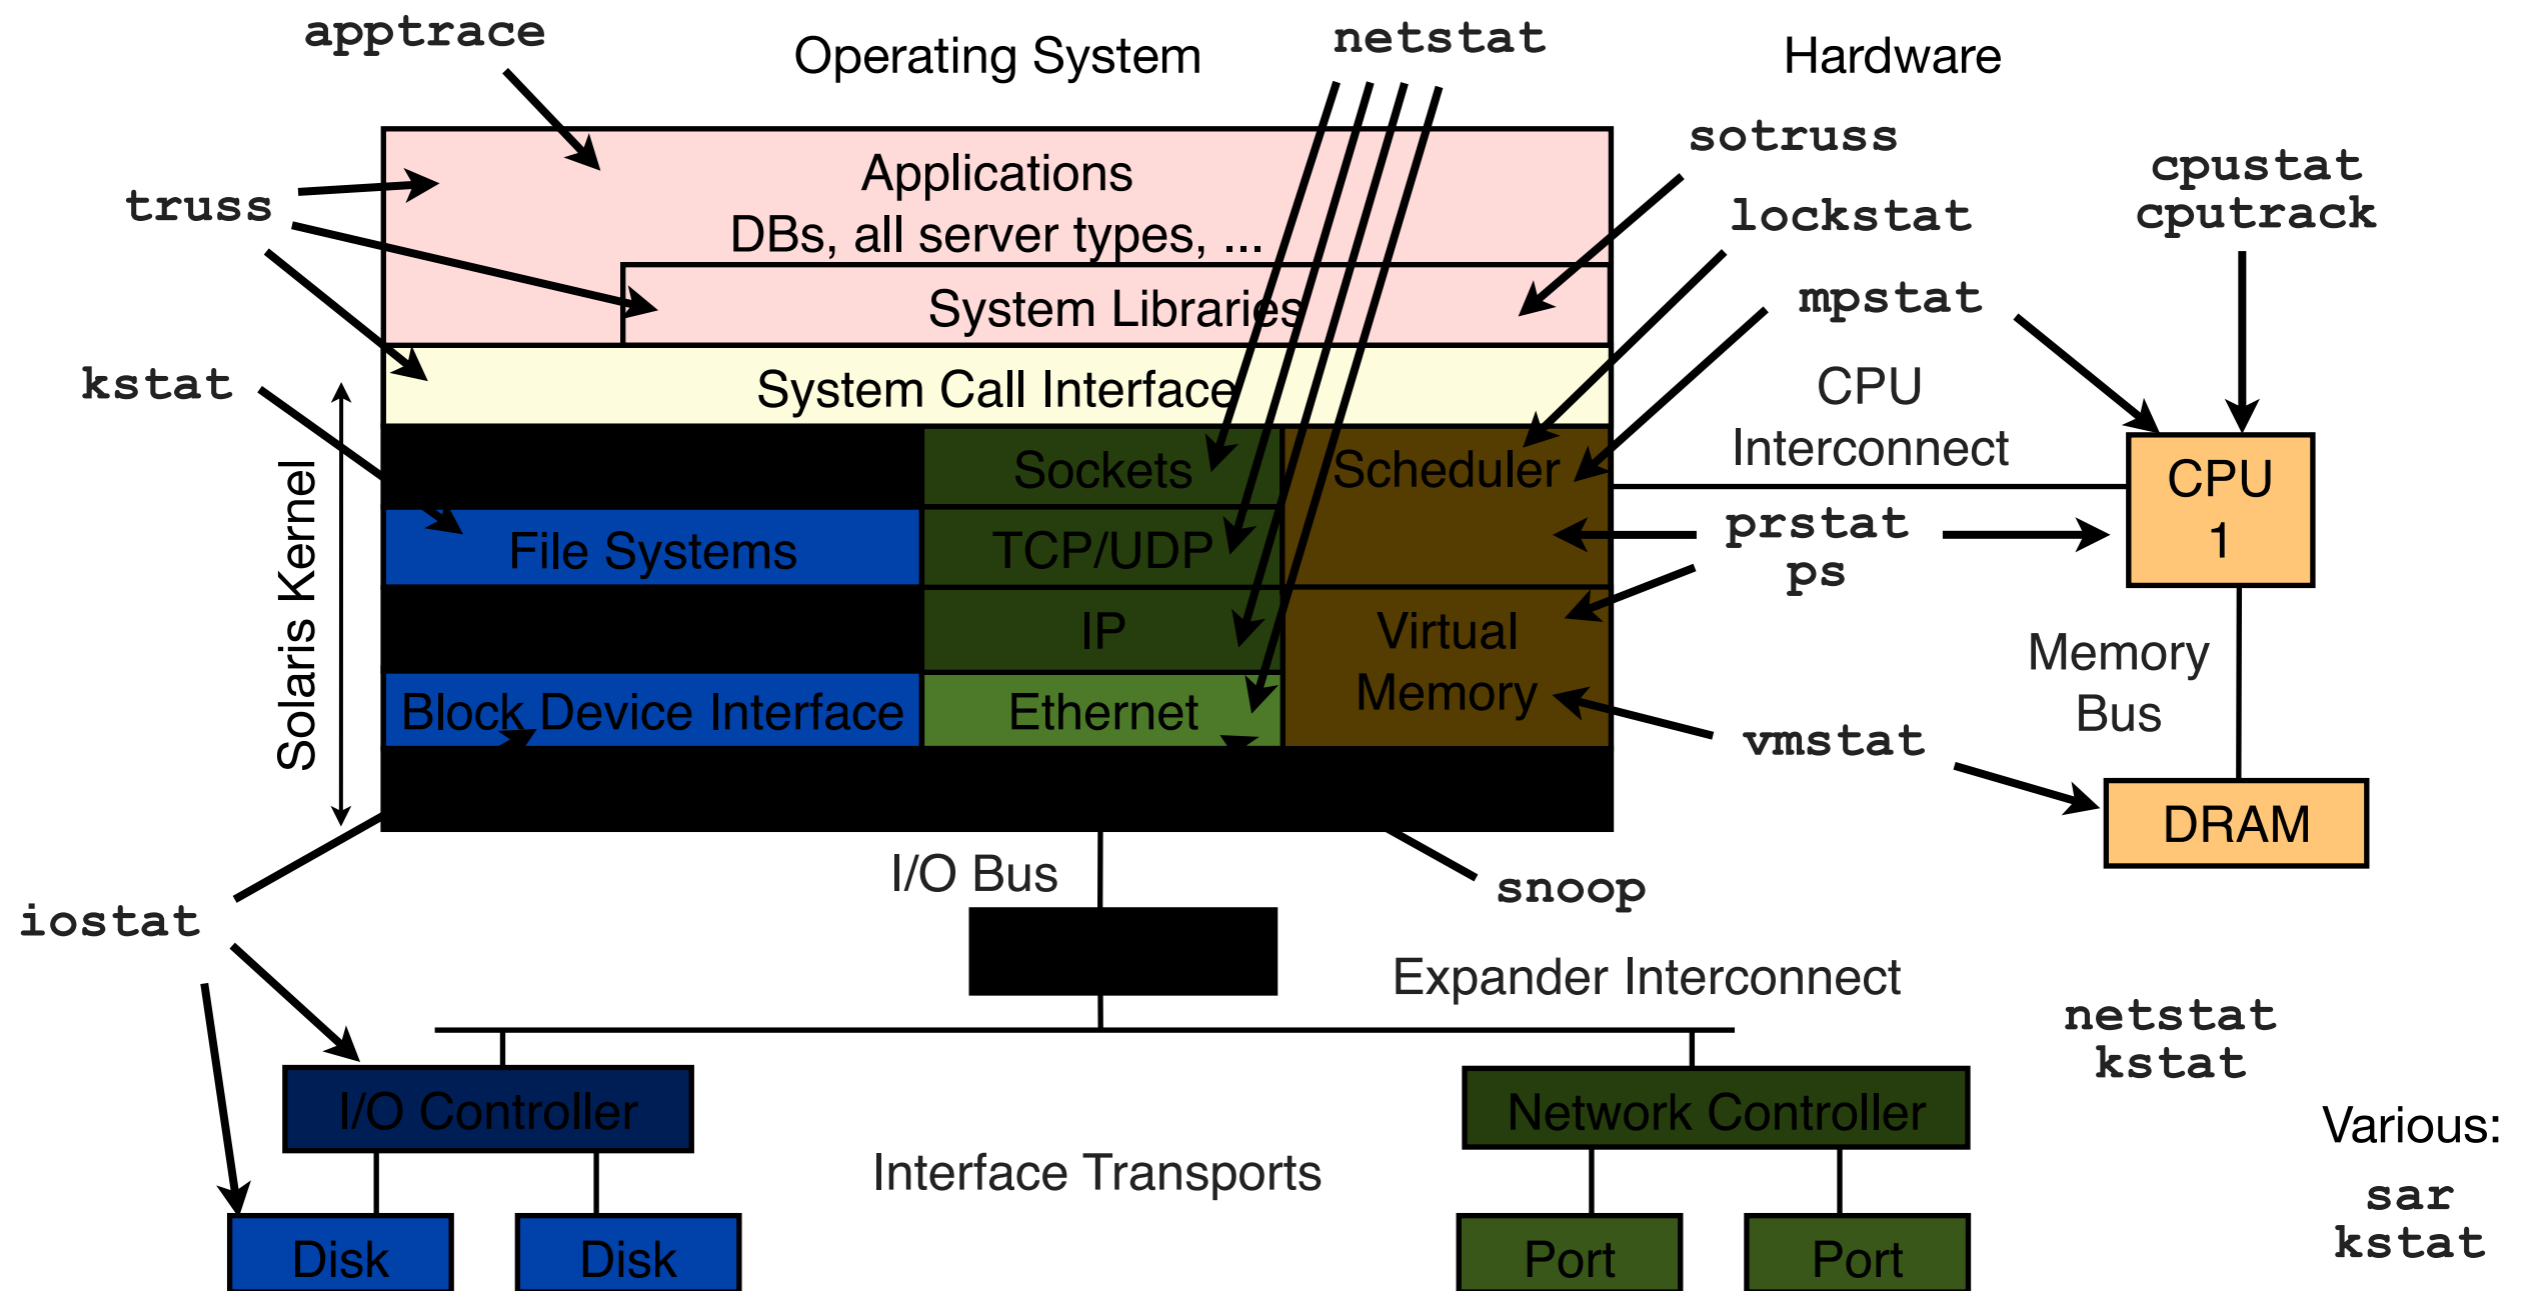 apptrace
Operating System
netstat
Hardware
sotruss
cpustat
cputrack
Applications
DBs, all server types, ...
truss
lockstat
mpstat
System Libraries
kstat
System Call Interface
CPU
Interconnect
Solaris Kernel
Sockets
Scheduler
CPU
1
File Systems
TCP/UDP
prstat
ps
IP
Virtual
Memory
Memory
Bus
Block Device Interface
Ethernet
vmstat
DRAM
I/O Bus
snoop
iostat
Expander Interconnect
netstat
kstat
I/O Controller
Network Controller
Various:
Interface Transports
sar
kstat
Disk
Disk
Port
Port